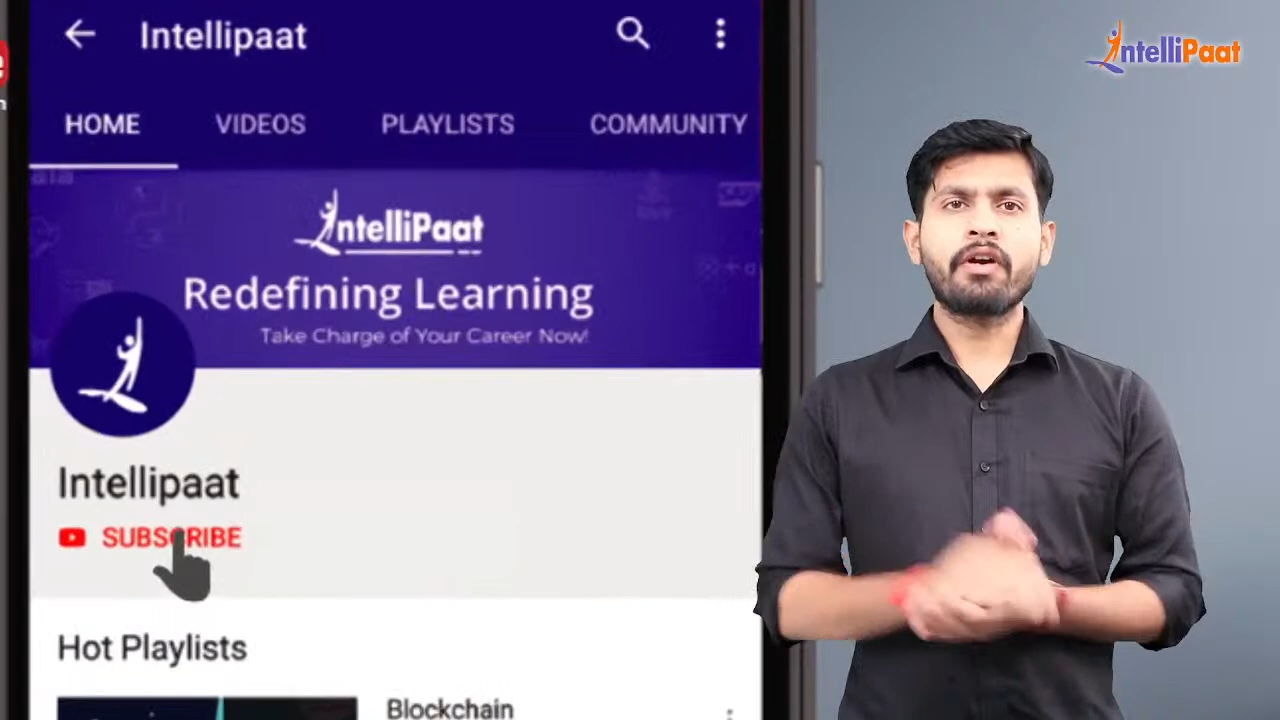 Intellipaat
IntelliPaat
HOME VIDEOS PLAYLISTS COMMUNITY
IntelliPaat
Redefining Learning
Take Charge of Your Career Now!
Intellipaat
SUBSCRIBE
Hot Playlists
Blockchain